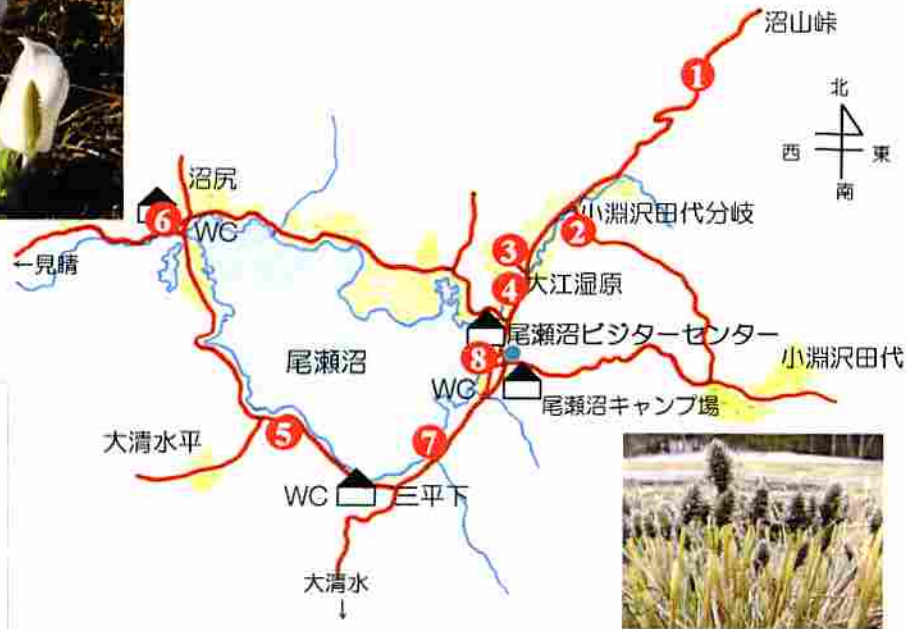 沼山峠
1
北
西
東
南
沼尻
小淵沢田代分岐
6
WC
2
3
←見晴
4
大江湿原
尾瀬沼ビジターセンター
尾瀬沼
8
小淵沢田代
WC
尾瀬沼キャンプ場
5
7
大清水平
WC
三平下
大清水
↓